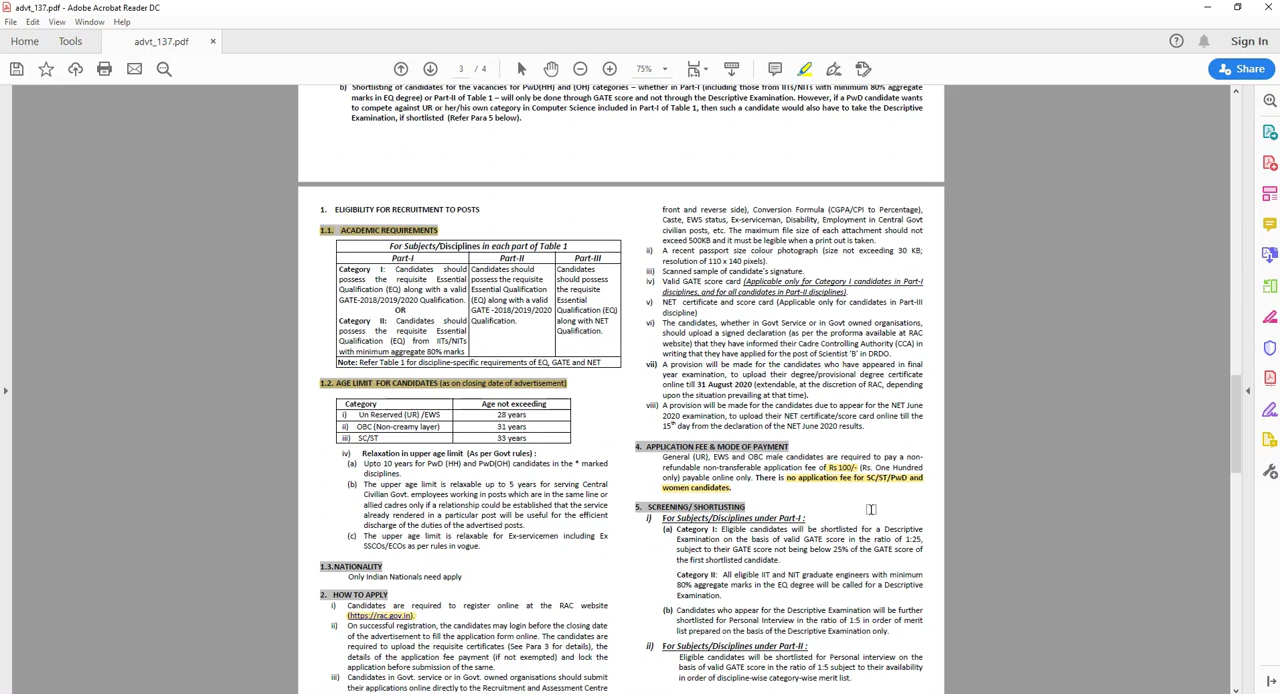 advt_137.pdf - Adobe Acrobat Reader DC
File Edit View Window Help
Home Tools advt_137.pdf × Sign In
3 / 4 75% Share
b) Shortlisting of candidates for the vacancies for PwD(HH) and (OH) categories – whether in Part-I (including those from IITs/NITs with minimum 80% aggregate
marks in EQ degree) or Part-II of Table 1 – will only be done through GATE score and not through the Descriptive Examination. However, if a PwD candidate wants
to compete against UR or her/his own category in Computer Science included in Part-I of Table 1, then such a candidate would also have to take the Descriptive
Examination, if shortlisted (Refer Para 5 below).
1. ELIGIBILITY FOR RECRUITMENT TO POSTS
1.1. ACADEMIC REQUIREMENTS
For Subjects/Disciplines in each part of Table 1
Part-I Part-II Part-III
Category I: Candidates should
possess the requisite Essential
Qualification (EQ) along with a valid
GATE-2018/2019/2020 Qualification.
OR
Category II: Candidates should
possess the requisite Essential
Qualification (EQ) from IITs/NITs
with minimum aggregate 80% marks
Candidates should
possess the requisite
Essential Qualification
(EQ) along with a valid
GATE -2018/2019/2020
Qualification.
Candidates
should possess
the requisite
Essential
Qualification (EQ)
along with NET
Qualification.
Note: Refer Table 1 for discipline-specific requirements of EQ, GATE and NET
1.2. AGE LIMIT FOR CANDIDATES (as on closing date of advertisement)
Category Age not exceeding
i) Un Reserved (UR) /EWS 28 years
ii) OBC (Non-creamy layer) 31 years
iii) SC/ST 33 years
iv) Relaxation in upper age limit (As per Govt rules) :
(a) Upto 10 years for PwD (HH) and PwD(OH) candidates in the * marked
disciplines.
(b) The upper age limit is relaxable up to 5 years for serving Central
Civilian Govt. employees working in posts which are in the same line or
allied cadres only if a relationship could be established that the service
already rendered in a particular post will be useful for the efficient
discharge of the duties of the advertised posts.
(c) The upper age limit is relaxable for Ex-servicemen including Ex
SSCOs/ECOs as per rules in vogue.
1.3.NATIONALITY
Only Indian Nationals need apply
2. HOW TO APPLY
i) Candidates are required to register online at the RAC website
(https://rac.gov.in).
ii) On successful registration, the candidates may login before the closing
date of the advertisement to fill the application form online. The candidates are
required to upload the requisite certificates (See Para 3 for details), the
details of the application fee payment (if not exempted) and lock the
application before submission of the same.
iii) Candidates in Govt. service or in Govt. owned organisations should submit
their applications online directly to the Recruitment and Assessment Centre
front and reverse side), Conversion Formula (CGPA/CPI to Percentage),
Caste, EWS status, Ex-serviceman, Disability, Employment in Central Govt
civilian posts, etc. The maximum file size of each attachment should not
exceed 500KB and it must be legible when a print out is taken.
ii) A recent passport size colour photograph (size not exceeding 30 KB;
resolution of 110 x 140 pixels).
iii) Scanned sample of candidate's signature.
iv) Valid GATE score card (Applicable only for Category I candidates in Part-I
disciplines, and for all candidates in Part-II disciplines).
v) NET certificate and score card (Applicable only for candidates in Part-III
discipline)
vi) The candidates, whether in Govt Service or in Govt owned organisations,
should upload a signed declaration (as per the proforma available at RAC
website) that they have informed their Cadre Controlling Authority (CCA) in
writing that they have applied for the post of Scientist 'B' in DRDO.
vii) A provision will be made for the candidates who have appeared in final
year examination, to upload their degree/provisional degree certificate
online till 31 August 2020 (extendable, at the discretion of RAC, depending
upon the situation prevailing at that time).
viii) A provision will be made for the candidates due to appear for the NET June
2020 examination, to upload their NET certificate/score card online till the
15th day from the declaration of the NET June 2020 results.
4. APPLICATION FEE & MODE OF PAYMENT
General (UR), EWS and OBC male candidates are required to pay a non-
refundable non-transferable application fee of Rs 100/- (Rs. One Hundred
only) payable online only. There is no application fee for SC/ST/PwD and
women candidates.
5. SCREENING/ SHORTLISTING
i) For Subjects/Disciplines under Part-I :
(a) Category I: Eligible candidates will be shortlisted for a Descriptive
Examination on the basis of valid GATE score in the ratio of 1:25,
subject to their GATE score not being below 25% of the GATE score of
the first shortlisted candidate.
Category II: All eligible IIT and NIT graduate engineers with minimum
80% aggregate marks in the EQ degree will be called for a Descriptive
Examination.
(b) Candidates who appear for the Descriptive Examination will be further
shortlisted for Personal Interview in the ratio of 1:5 in order of merit
list prepared on the basis of the Descriptive Examination only.
ii) For Subjects/Disciplines under Part-II :
Eligible candidates will be shortlisted for Personal interview on the
basis of valid GATE score in the ratio of 1:5 subject to their availability
in order of discipline-wise category-wise merit list.